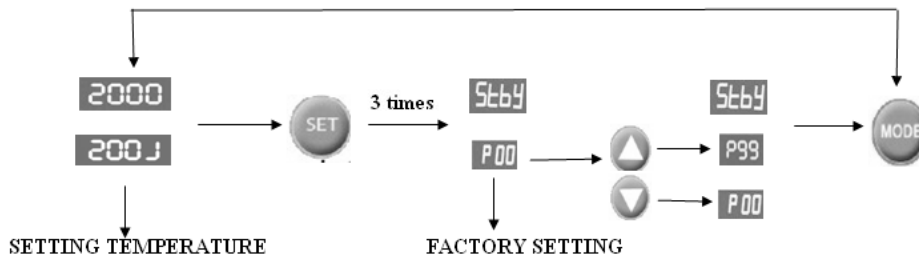 2000
Stby
Stby
SET
3 times
MODE
200J
P00
P99
P00
SETTING TEMPERATURE
FACTORY SETTING